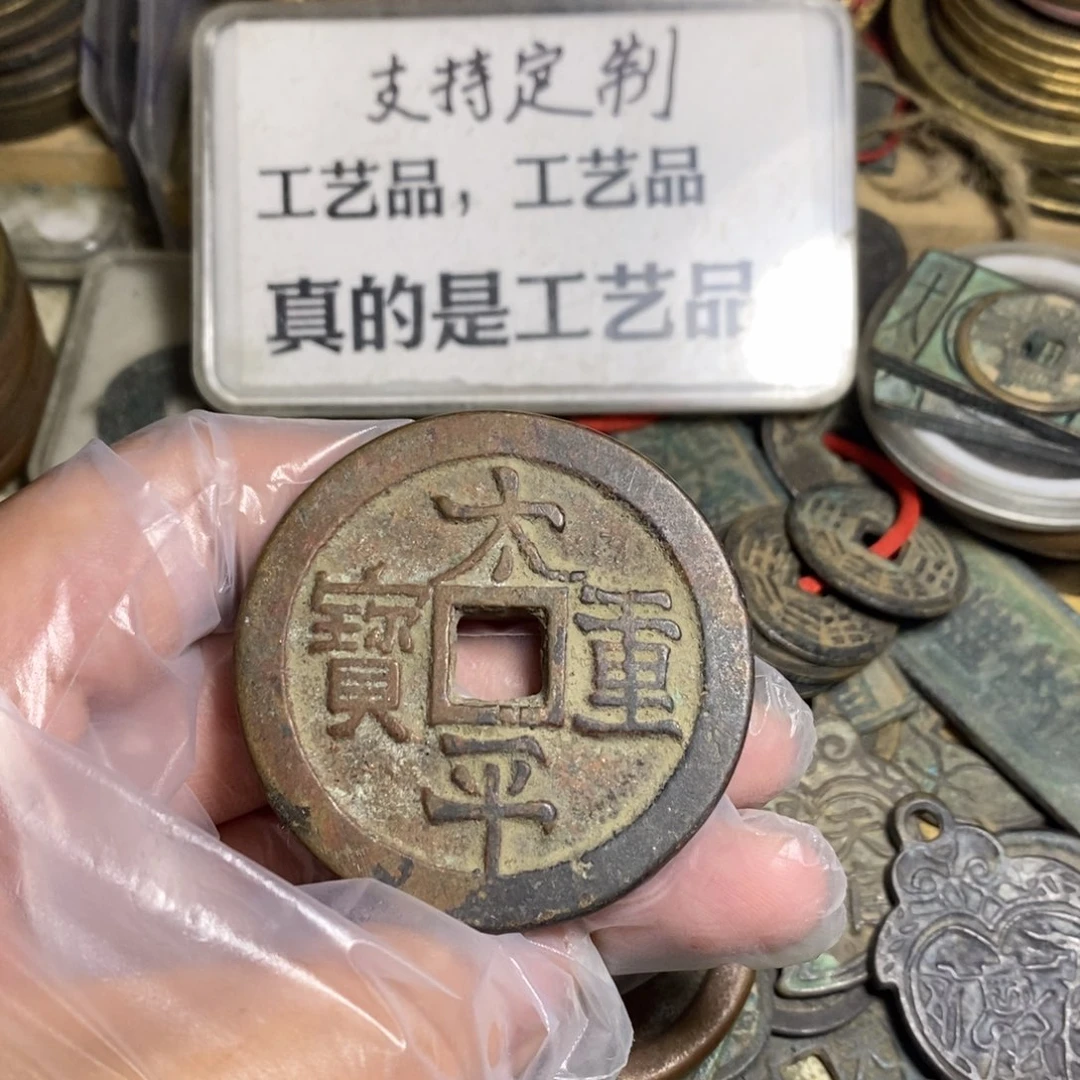 支持定制
工艺品，工艺品
真的是工艺品
太平重寶